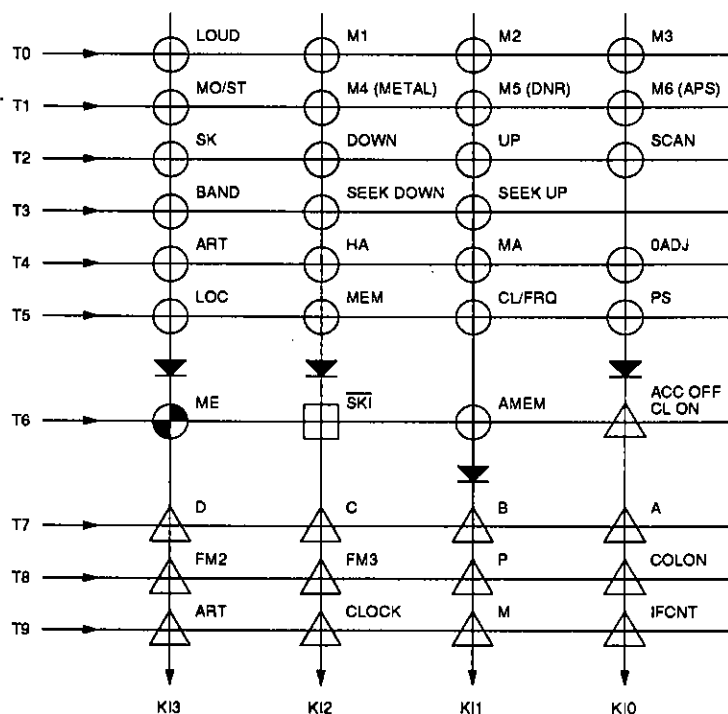 T0 LOUD M1 M2 M3
T1 MO/ST M4 (METAL) M5 (DNR) M6 (APS)
T2 SK DOWN UP SCAN
T3 BAND SEEK DOWN SEEK UP
T4 ART HA MA 0ADJ
T5 LOC MEM CL/FRQ PS
ACC OFF
T6 ME SKI AMEM CL ON
T7 D C B A
T8 FM2 FM3 P COLON
T9 ART CLOCK M IFCNT
KI3 KI2 KI1 KI0